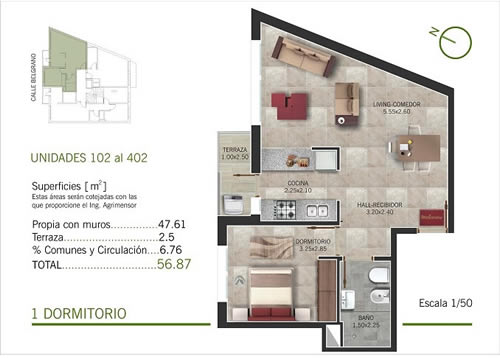 CALLE BELGRANO
N
UNIDADES 102 al 402
Superficies [ m² ]
Estas áreas serán cotejadas con las
que proporcione el Ing. Agrimensor
Propia con muros..............47.61
Terraza.............................2.5
% Comunes y Circulación....6.76
TOTAL...........................56.87
1 DORMITORIO
LIVING-COMEDOR
5.55x2.60
TERRAZA
1.00x2.50
COCINA
2.25x2.10
HALL-RECIBIDOR
3.20x2.40
Welcome
DORMITORIO
3.25x2.85
BAÑO
1.50x2.25
Escala 1/50